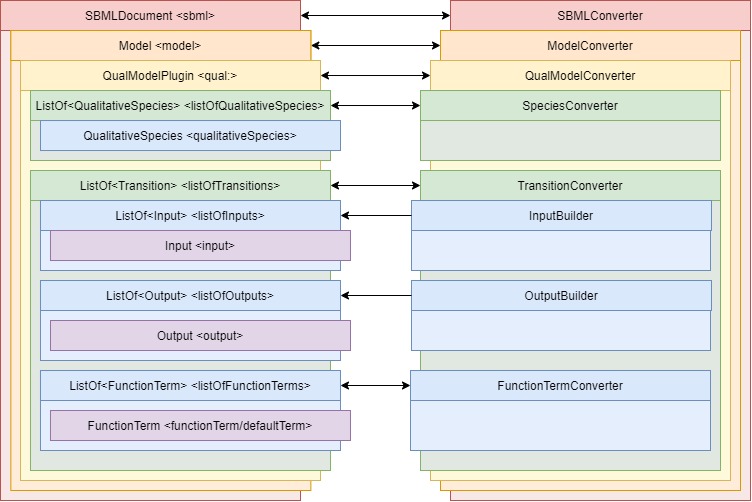 SBMLDocument <sbml>
SBMLConverter
Model <model>
ModelConverter
QualModelPlugin <qual:>
QualModelConverter
ListOf<QualitativeSpecies> <listOfQualitativeSpecies>
SpeciesConverter
QualitativeSpecies <qualitativeSpecies>
ListOf<Transition> <listOfTransitions>
TransitionConverter
ListOf<Input> <listOfInputs>
InputBuilder
Input <input>
ListOf<Output> <listOfOutputs>
OutputBuilder
Output <output>
ListOf<FunctionTerm> <listOfFunctionTerms>
FunctionTermConverter
FunctionTerm <functionTerm/defaultTerm>